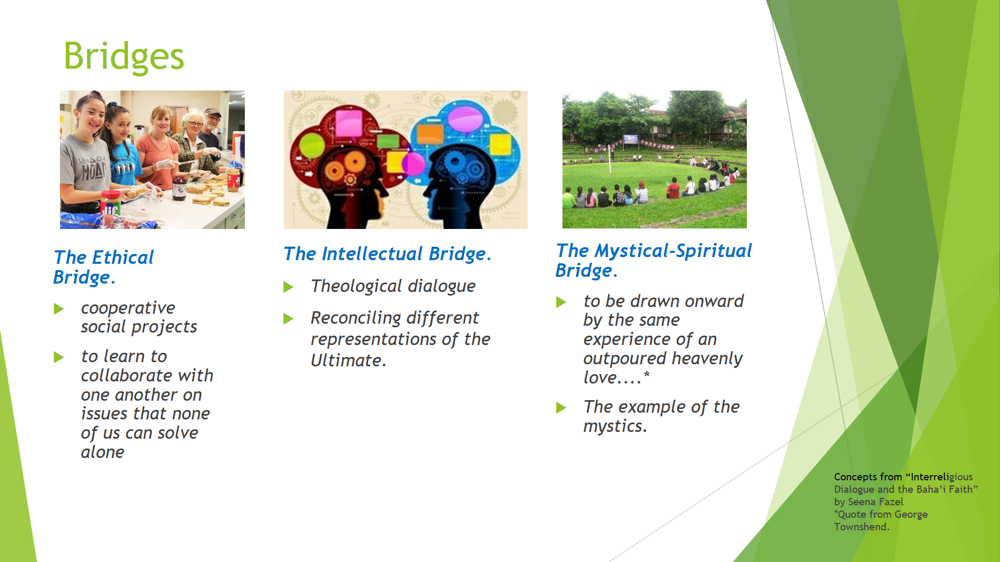 Bridges
MOAB
Jif
The Ethical
Bridge.
cooperative
social projects
to learn to
collaborate with
one another on
issues that none
of us can solve
alone
The Intellectual Bridge.
Theological dialogue
Reconciling different
representations of the
Ultimate.
The Mystical-Spiritual
Bridge.
to be drawn onward
by the same
experience of an
outpoured heavenly
love....*
The example of the
mystics.
Concepts from “Interreligious
Dialogue and the Baha’i Faith”
by Seena Fazel
*Quote from George
Townshend.